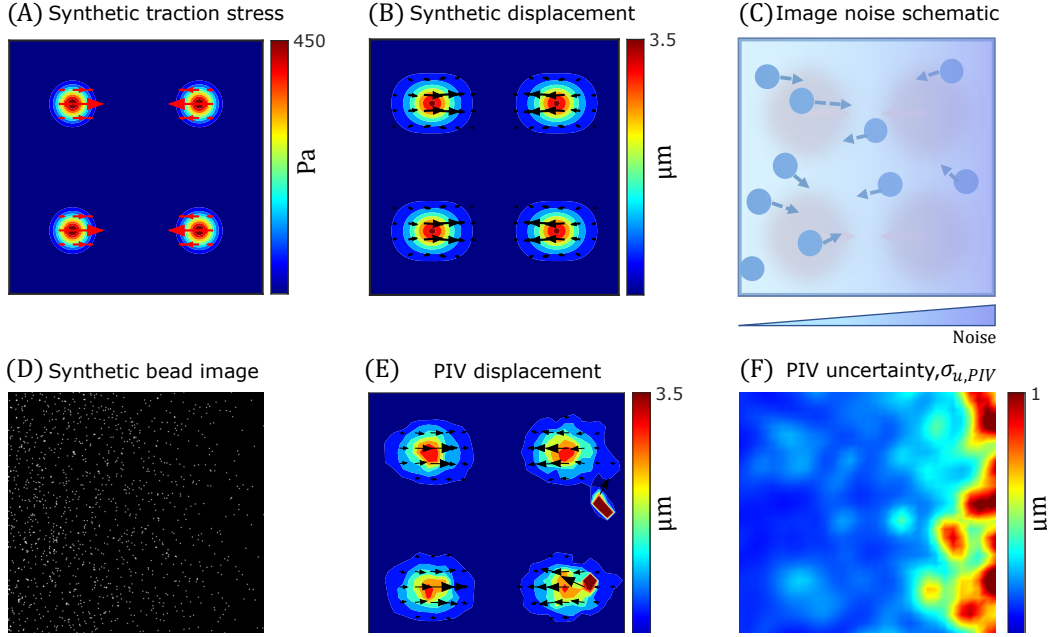 (A) Synthetic traction stress
450
Pa
(B) Synthetic displacement
3.5
μm
(C) Image noise schematic
Noise
(D) Synthetic bead image
(E) PIV displacement
3.5
μm
(F) PIV uncertainty,σu,PIV
1
μm